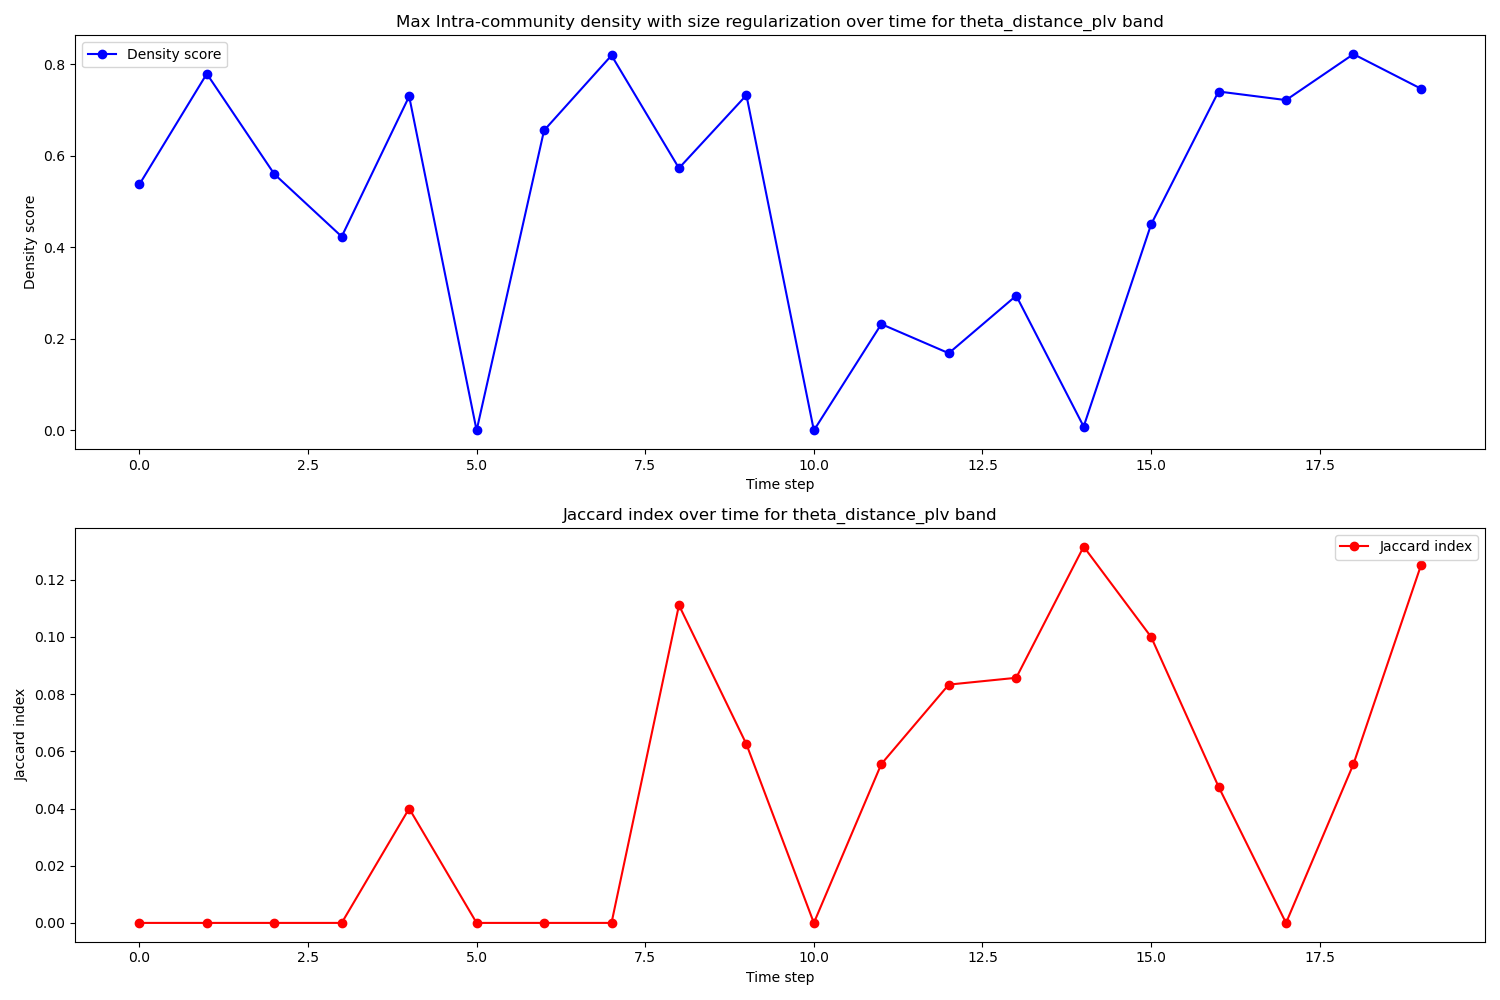 Max Intra-community density with size regularization over time for theta_distance_plv band
Density score
0.8
0.6
0.4
0.2
0.0
Density score
0.0 2.5 5.0 7.5 10.0 12.5 15.0 17.5
Time step
Jaccard index over time for theta_distance_plv band
Jaccard index
0.12
0.10
0.08
0.06
0.04
0.02
0.00
Jaccard index
0.0 2.5 5.0 7.5 10.0 12.5 15.0 17.5
Time step